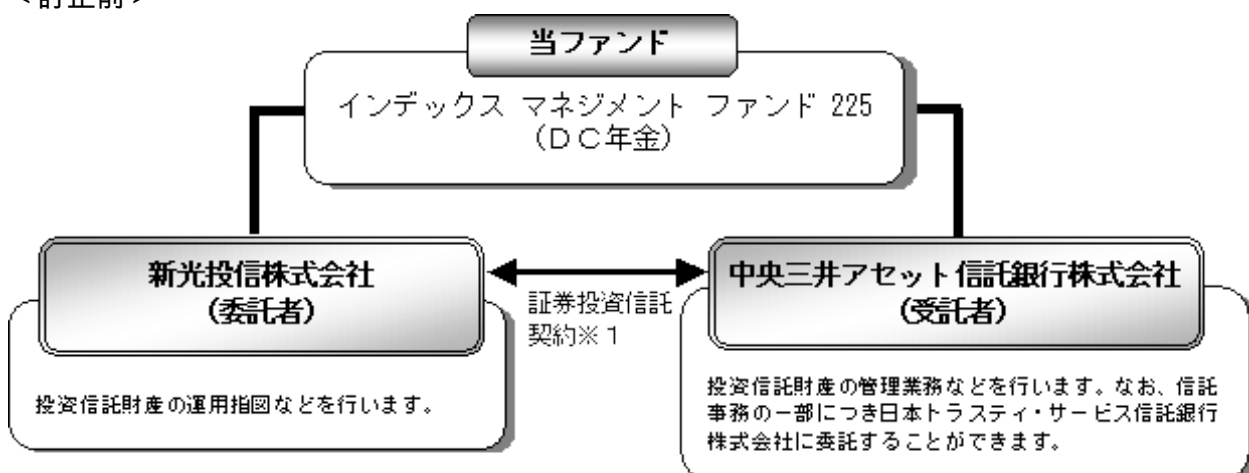 ＜訂正前＞
当ファンド
インデックス マネジメント ファンド 225
（ＤＣ年金）
新光投信株式会社
（委託者）
証券投資信託
契約※１
中央三井アセット信託銀行株式会社
（受託者）
投資信託財産の運用指図などを行います。
投資信託財産の管理業務などを行います。なお、信託
事務の一部につき日本トラスティ・サービス信託銀行
株式会社に委託することができます。